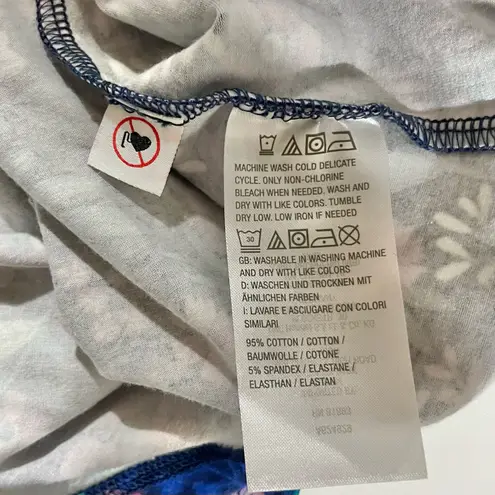 MACHINE WASH COLD DELICATE
CYCLE. ONLY NON-CHLORINE
BLEACH WHEN NEEDED. WASH AND
DRY WITH LIKE COLORS. TUMBLE
DRY LOW. LOW IRON IF NEEDED
30
GB: WASHABLE IN WASHING MACHINE
AND DRY WITH LIKE COLORS
D: WASCHEN UND TROCKNEN MIT
ÄHNLICHEN FARBEN
I: LAVARE E ASCIUGARE CON COLORI
SIMILARI
95% COTTON / COTTON /
BAUMWOLLE / COTONE
5% SPANDEX / ELASTANE /
ELASTHAN / ELASTAN